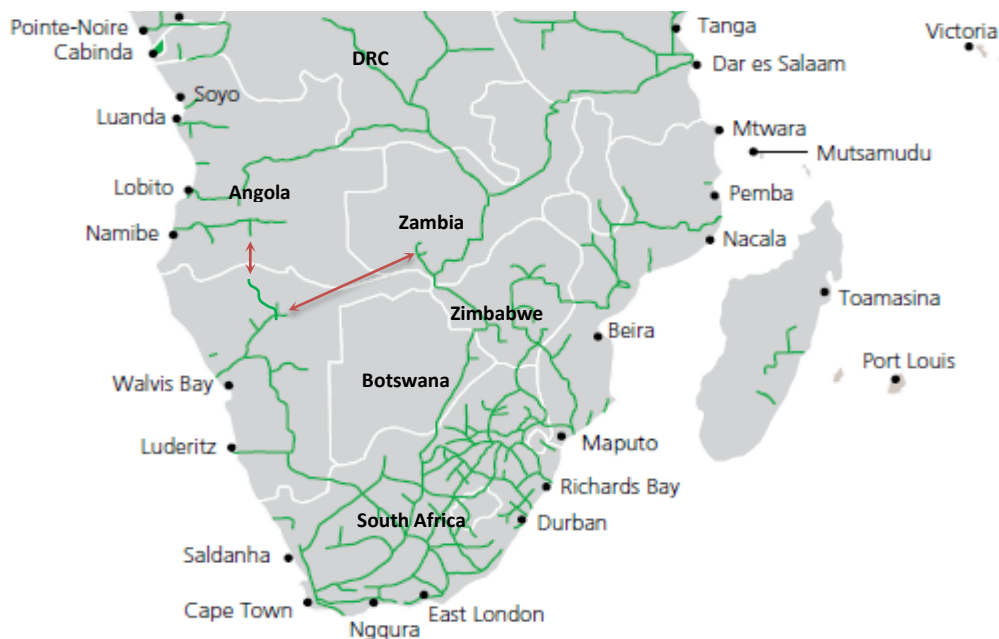 Pointe-Noire
Tanga
Victoria
Cabinda
DRC
Dar es Salaam
Soyo
Luanda
Mtwara
Mutsamudu
Lobito
Angola
Pemba
Namibe
Zambia
Nacala
Toamasina
Zimbabwe
Beira
Port Louis
Walvis Bay
Botswana
Luderitz
Maputo
Richards Bay
South Africa
Durban
Saldanha
Cape Town
East London
Nggura